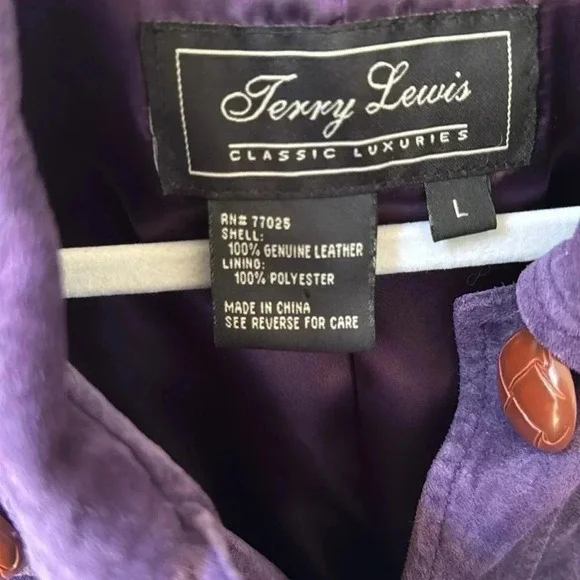 Terry Lewis
CLASSIC LUXURIES
L
RN# 77025
SHELL:
100% GENUINE LEATHER
LINING:
100% POLYESTER
MADE IN CHINA
SEE REVERSE FOR CARE